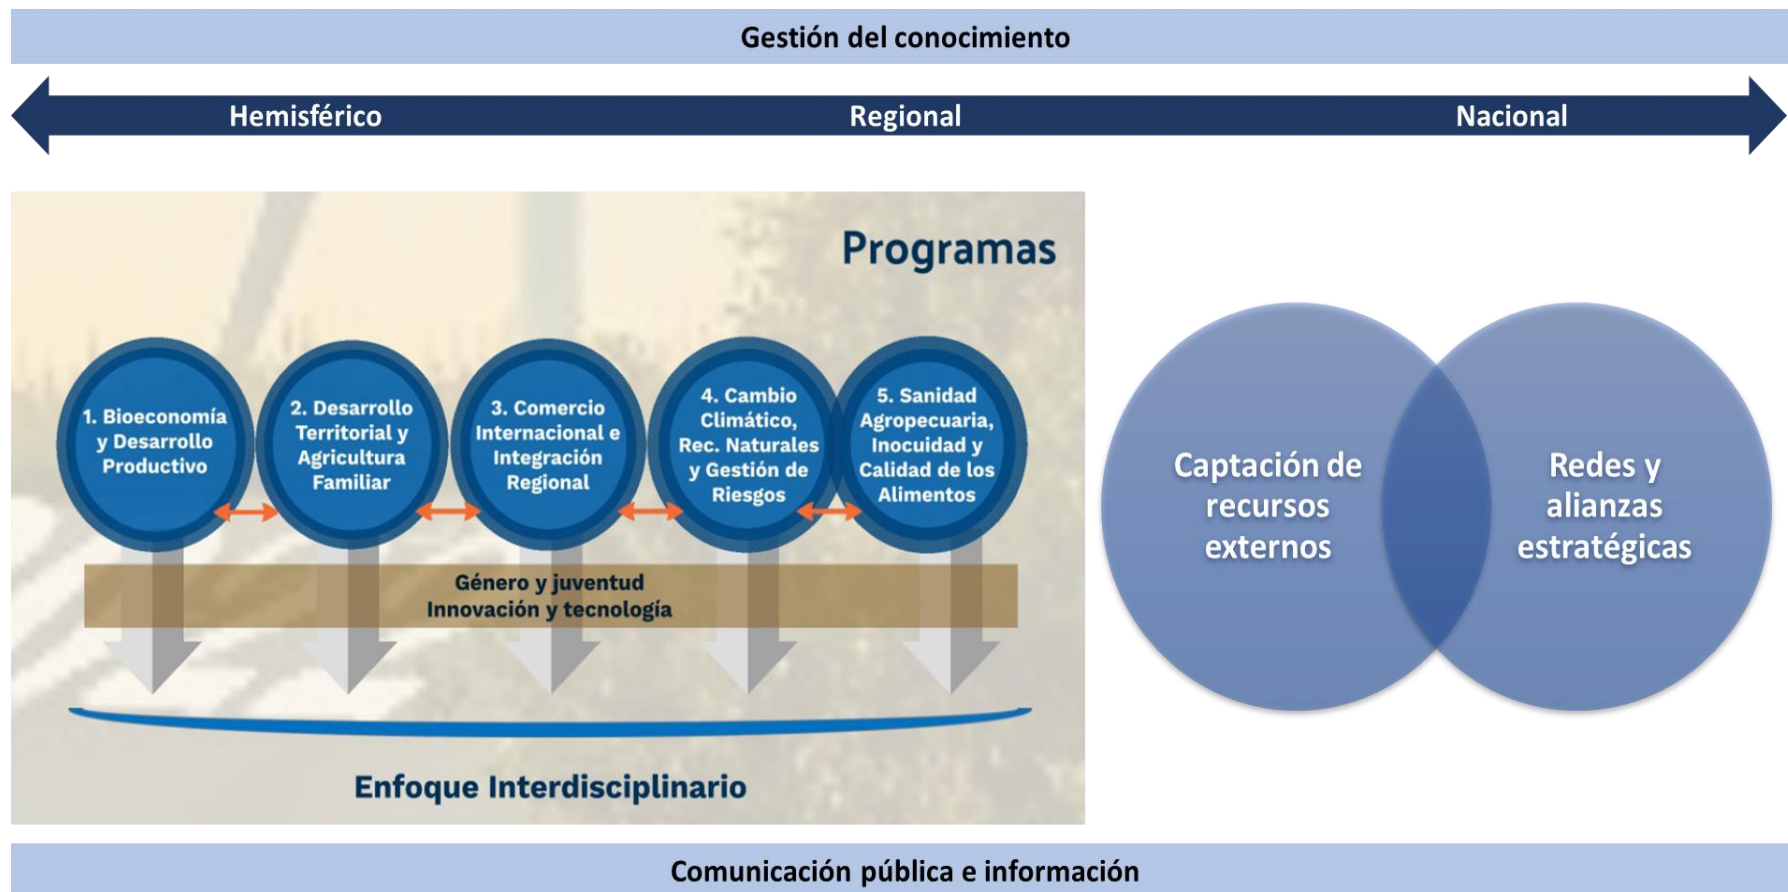 Gestión del conocimiento
Hemisférico
Regional
Nacional
Programas
1. Bioeconomía
y Desarrollo
Productivo
2. Desarrollo
Territorial y
Agricultura
Familiar
3. Comercio
Internacional e
Integración
Regional
4. Cambio
Climático,
Rec. Naturales
y Gestión de
Riesgos
5. Sanidad
Agropecuaria,
Inocuidad y
Calidad de los
Alimentos
Género y juventud
Innovación y tecnología
Enfoque Interdisciplinario
Captación de
recursos
externos
Redes y
alianzas
estratégicas
Comunicación pública e información